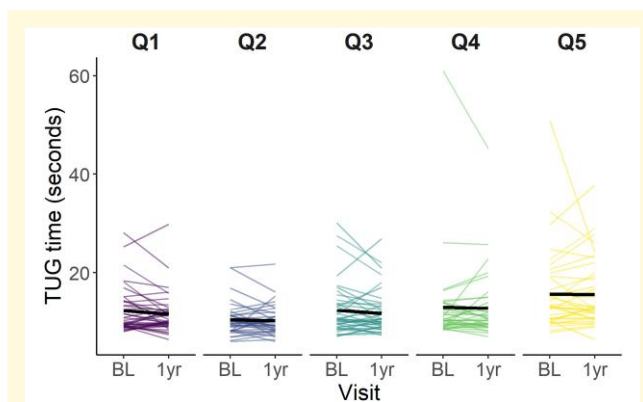 Q1 Q2 Q3 Q4 Q5
TUG time (seconds)
60
40
20
BL 1yr BL 1yr BL 1yr BL 1yr BL 1yr
Visit